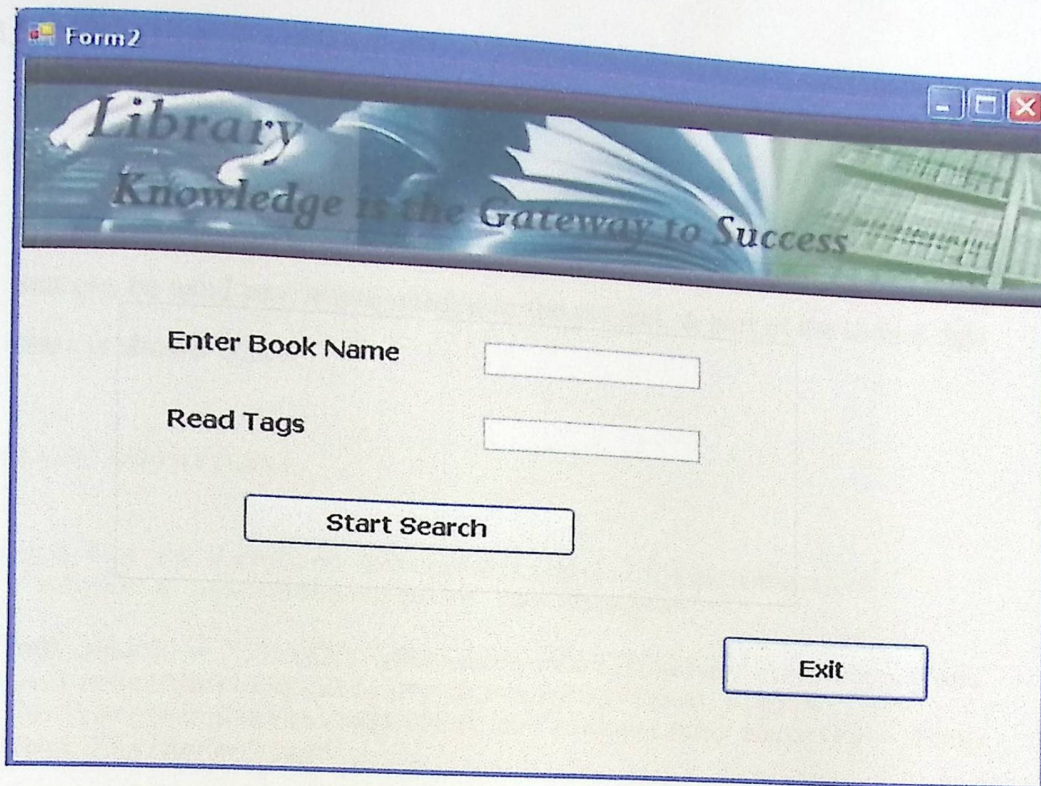 Form2
Library
Knowledge is the Gateway to Success
Enter Book Name
Read Tags
Start Search
Exit